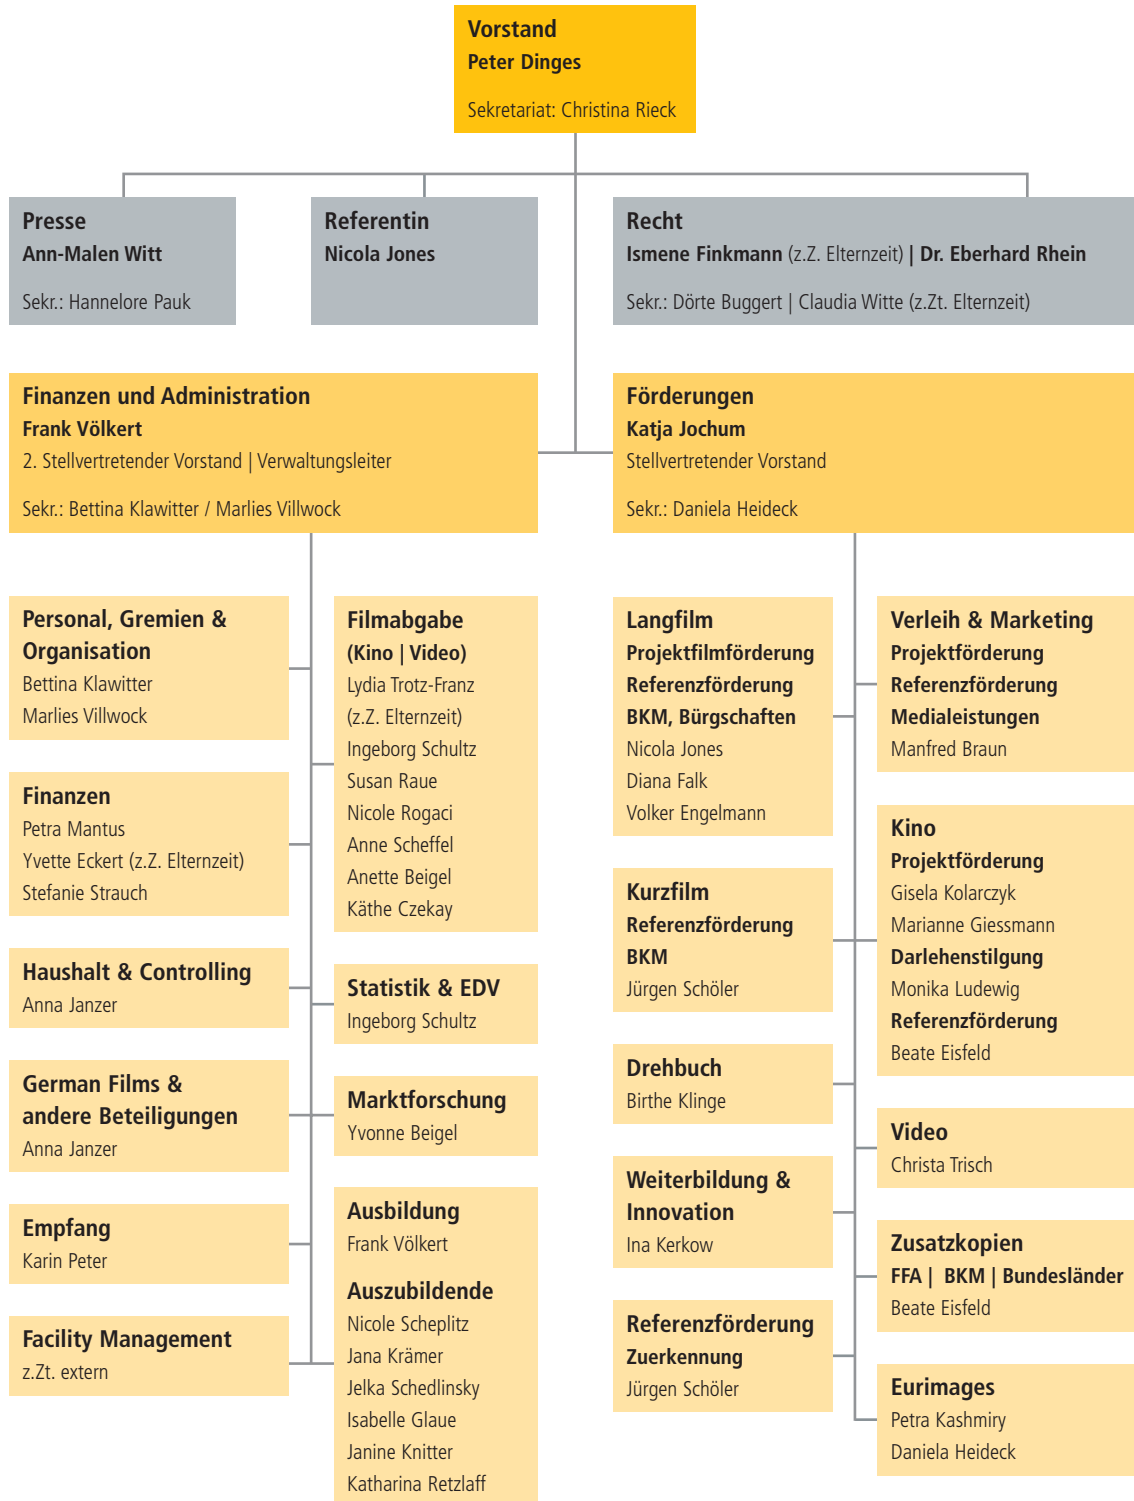 Vorstand
Peter Dinges
Sekretariat: Christina Rieck
Presse
Ann-Malen Witt
Sekr.: Hannelore Pauk
Referentin
Nicola Jones
Recht
Ismene Finkmann (z.Z. Elternzeit) | Dr. Eberhard Rhein
Sekr.: Dörte Buggert | Claudia Witte (z.Zt. Elternzeit)
Finanzen und Administration
Frank Völkert
2. Stellvertretender Vorstand | Verwaltungsleiter
Sekr.: Bettina Klawitter / Marlies Villwock
Förderungen
Katja Jochum
Stellvertretender Vorstand
Sekr.: Daniela Heideck
Personal, Gremien &
Organisation
Bettina Klawitter
Marlies Villwock
Finanzen
Petra Mantus
Yvette Eckert (z.Z. Elternzeit)
Stefanie Strauch
Haushalt & Controlling
Anna Janzer
German Films &
andere Beteiligungen
Anna Janzer
Empfang
Karin Peter
Facility Management
z.Zt. extern
Filmabgabe
(Kino | Video)
Lydia Trotz-Franz
(z.Z. Elternzeit)
Ingeborg Schultz
Susan Raue
Nicole Rogaci
Anne Scheffel
Anette Beigel
Käthe Czekay
Statistik & EDV
Ingeborg Schultz
Marktforschung
Yvonne Beigel
Ausbildung
Frank Völkert
Auszubildende
Nicole Scheplitz
Jana Krämer
Jelka Schedlinsky
Isabelle Glaue
Janine Knitter
Katharina Retzlaff
Langfilm
Projektfilmförderung
Referenzförderung
BKM, Bürgschaften
Nicola Jones
Diana Falk
Volker Engelmann
Kurzfilm
Referenzförderung
BKM
Jürgen Schöler
Drehbuch
Birthe Klinge
Weiterbildung &
Innovation
Ina Kerkow
Referenzförderung
Zuerkennung
Jürgen Schöler
Verleih & Marketing
Projektförderung
Referenzförderung
Medialeistungen
Manfred Braun
Kino
Projektförderung
Gisela Kolarczyk
Marianne Giessmann
Darlehenstilgung
Monika Ludewig
Referenzförderung
Beate Eisfeld
Video
Christa Trisch
Zusatzkopien
FFA | BKM | Bundesländer
Beate Eisfeld
Eurimages
Petra Kashmiry
Daniela Heideck